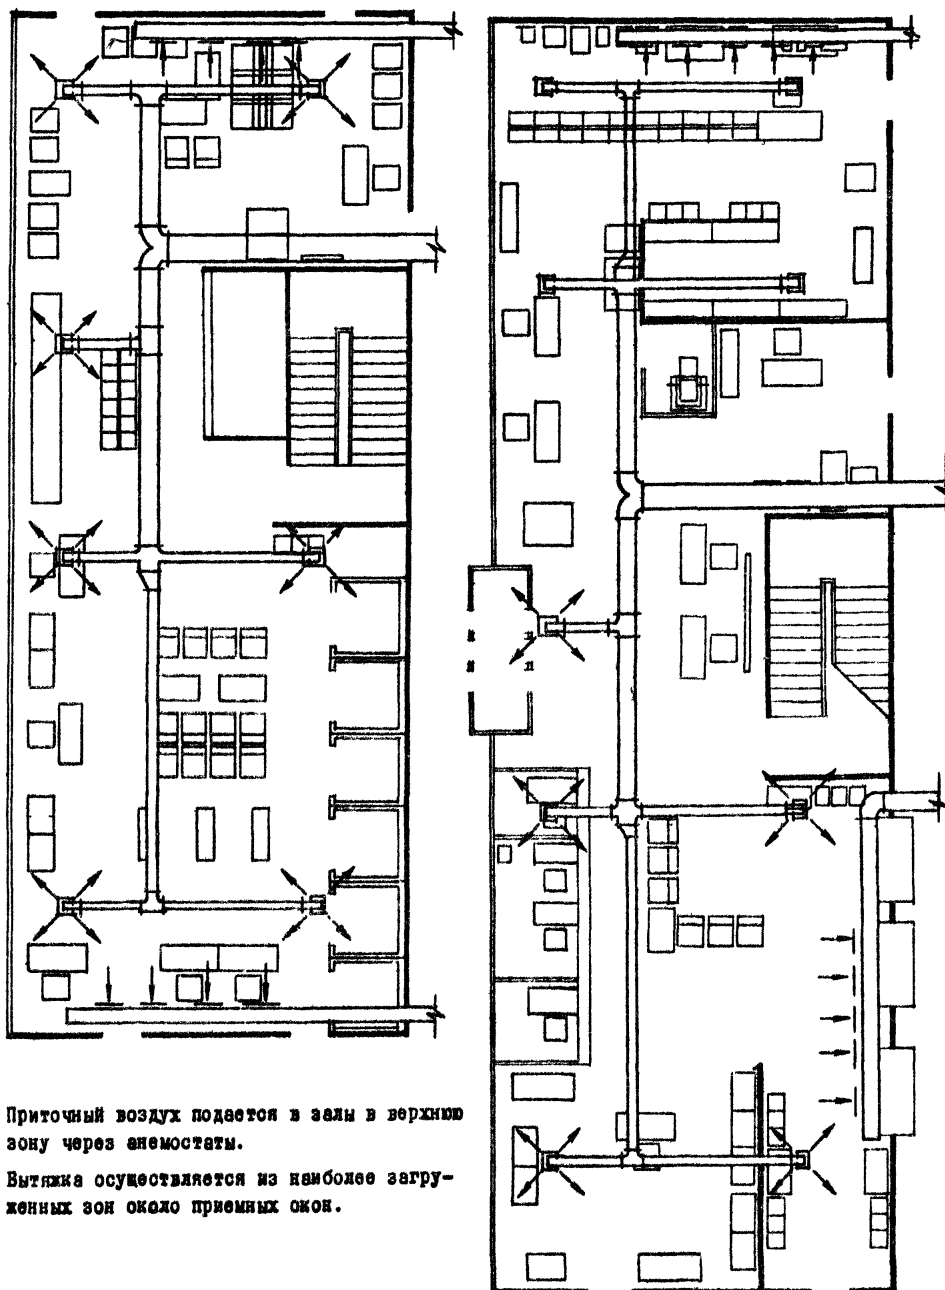 Приточный воздух подается в залы в верхнюю
зону через анемостаты.
Вытяжка осуществляется из наиболее загру-
женных зон около приемных окон.